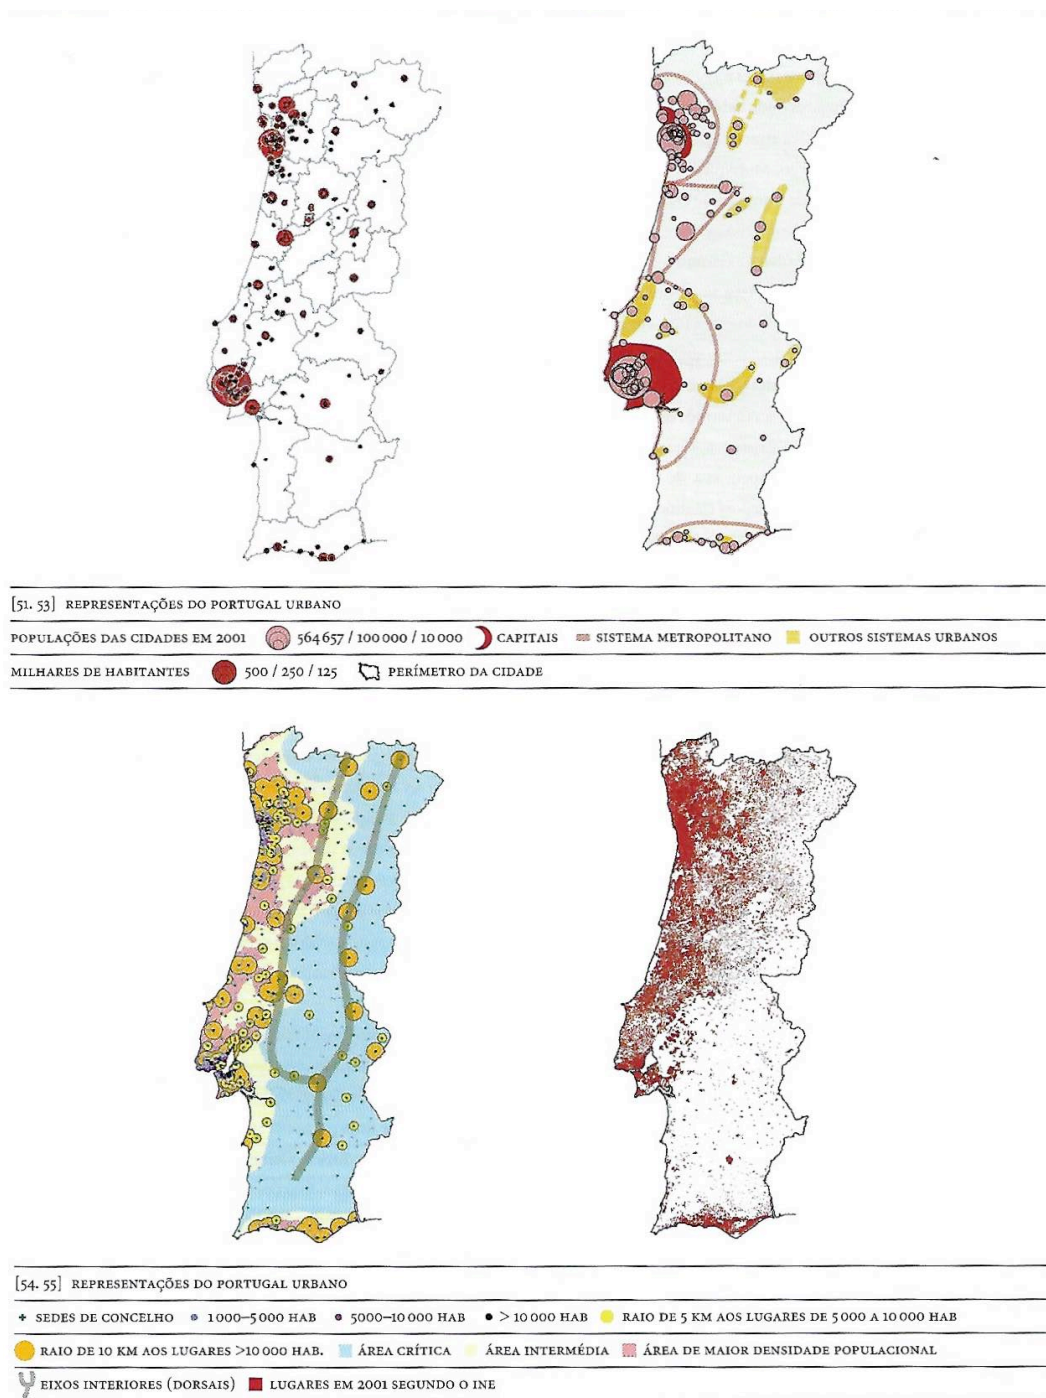 [51. 53] REPRESENTAÇÕES DO PORTUGAL URBANO
POPULAÇÕES DAS CIDADES EM 2001 564657 / 100 000 / 10 000 CAPITAIS SISTEMA METROPOLITANO OUTROS SISTEMAS URBANOS
MILHARES DE HABITANTES 500 / 250 / 125 PERÍMETRO DA CIDADE
[54. 55] REPRESENTAÇÕES DO PORTUGAL URBANO
SEDES DE CONCELHO 1 000–5 000 HAB 5000–10 000 HAB > 10 000 HAB RAIO DE 5 KM AOS LUGARES DE 5 000 A 10 000 HAB
RAIO DE 10 KM AOS LUGARES >10 000 HAB. ÁREA CRÍTICA ÁREA INTERMÉDIA ÁREA DE MAIOR DENSIDADE POPULACIONAL
EIXOS INTERIORES (DORSAIS) LUGARES EM 2001 SEGUNDO O INE